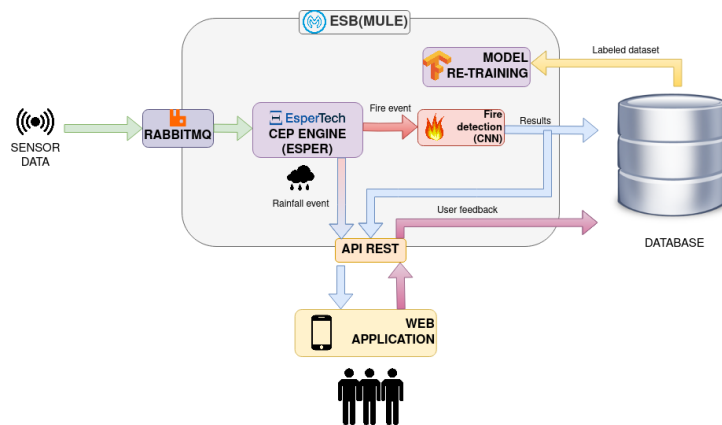 ESB(MULE)
MODEL
RE-TRAINING
Labeled dataset
SENSOR
DATA
RABBITMQ
EsperTech
CEP ENGINE
(ESPER)
Fire event
Fire
detection
(CNN)
Results
Rainfall event
User feedback
DATABASE
API REST
WEB
APPLICATION